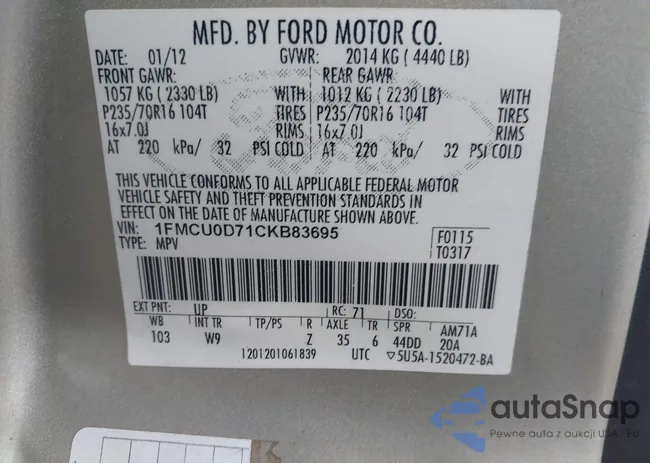 MFD. BY FORD MOTOR CO.
DATE: 01/12 GVWR: 2014 KG ( 4440 LB)
FRONT GAWR: REAR GAWR:
1057 KG ( 2330 LB) WITH 1012 KG ( 2230 LB) WITH
P235/70R16 104T TIRES P235/70R16 104T TIRES
16x7.0J RIMS 16x7.0J RIMS
AT 220 kPa/ 32 PSI COLD AT 220 kPa/ 32 PSI COLD
THIS VEHICLE CONFORMS TO ALL APPLICABLE FEDERAL MOTOR
VEHICLE SAFETY AND THEFT PREVENTION STANDARDS IN
EFFECT ON THE DATE OF MANUFACTURE SHOWN ABOVE.
VIN: 1FMCU0D71CKB83695 F0115
TYPE: MPV T0317
EXT PNT: UP RC: 71 DSO:
WB INT TR TP/PS R AXLE TR SPR AM71A
103 W9 Z 35 6 44DD 20A
1201201061839 UTC ▽5U5A-1520472-BA
autaSnap
Pewne auta z aukcji USA - EU